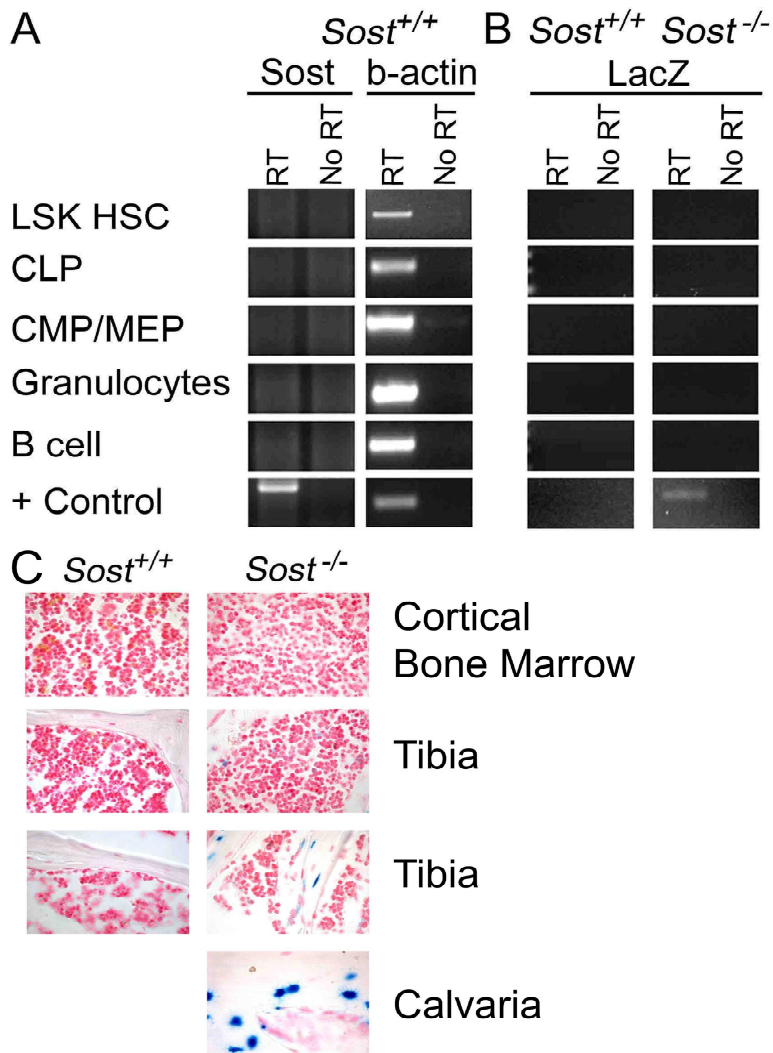 A Sost+/+ B Sost+/+ Sost-/-
Sost b-actin LacZ
RT No RT RT No RT RT No RT RT No RT
LSK HSC
CLP
CMP/MEP
Granulocytes
B cell
+ Control
C Sost+/+ Sost-/-
Cortical
Bone Marrow
Tibia
Tibia
Calvaria